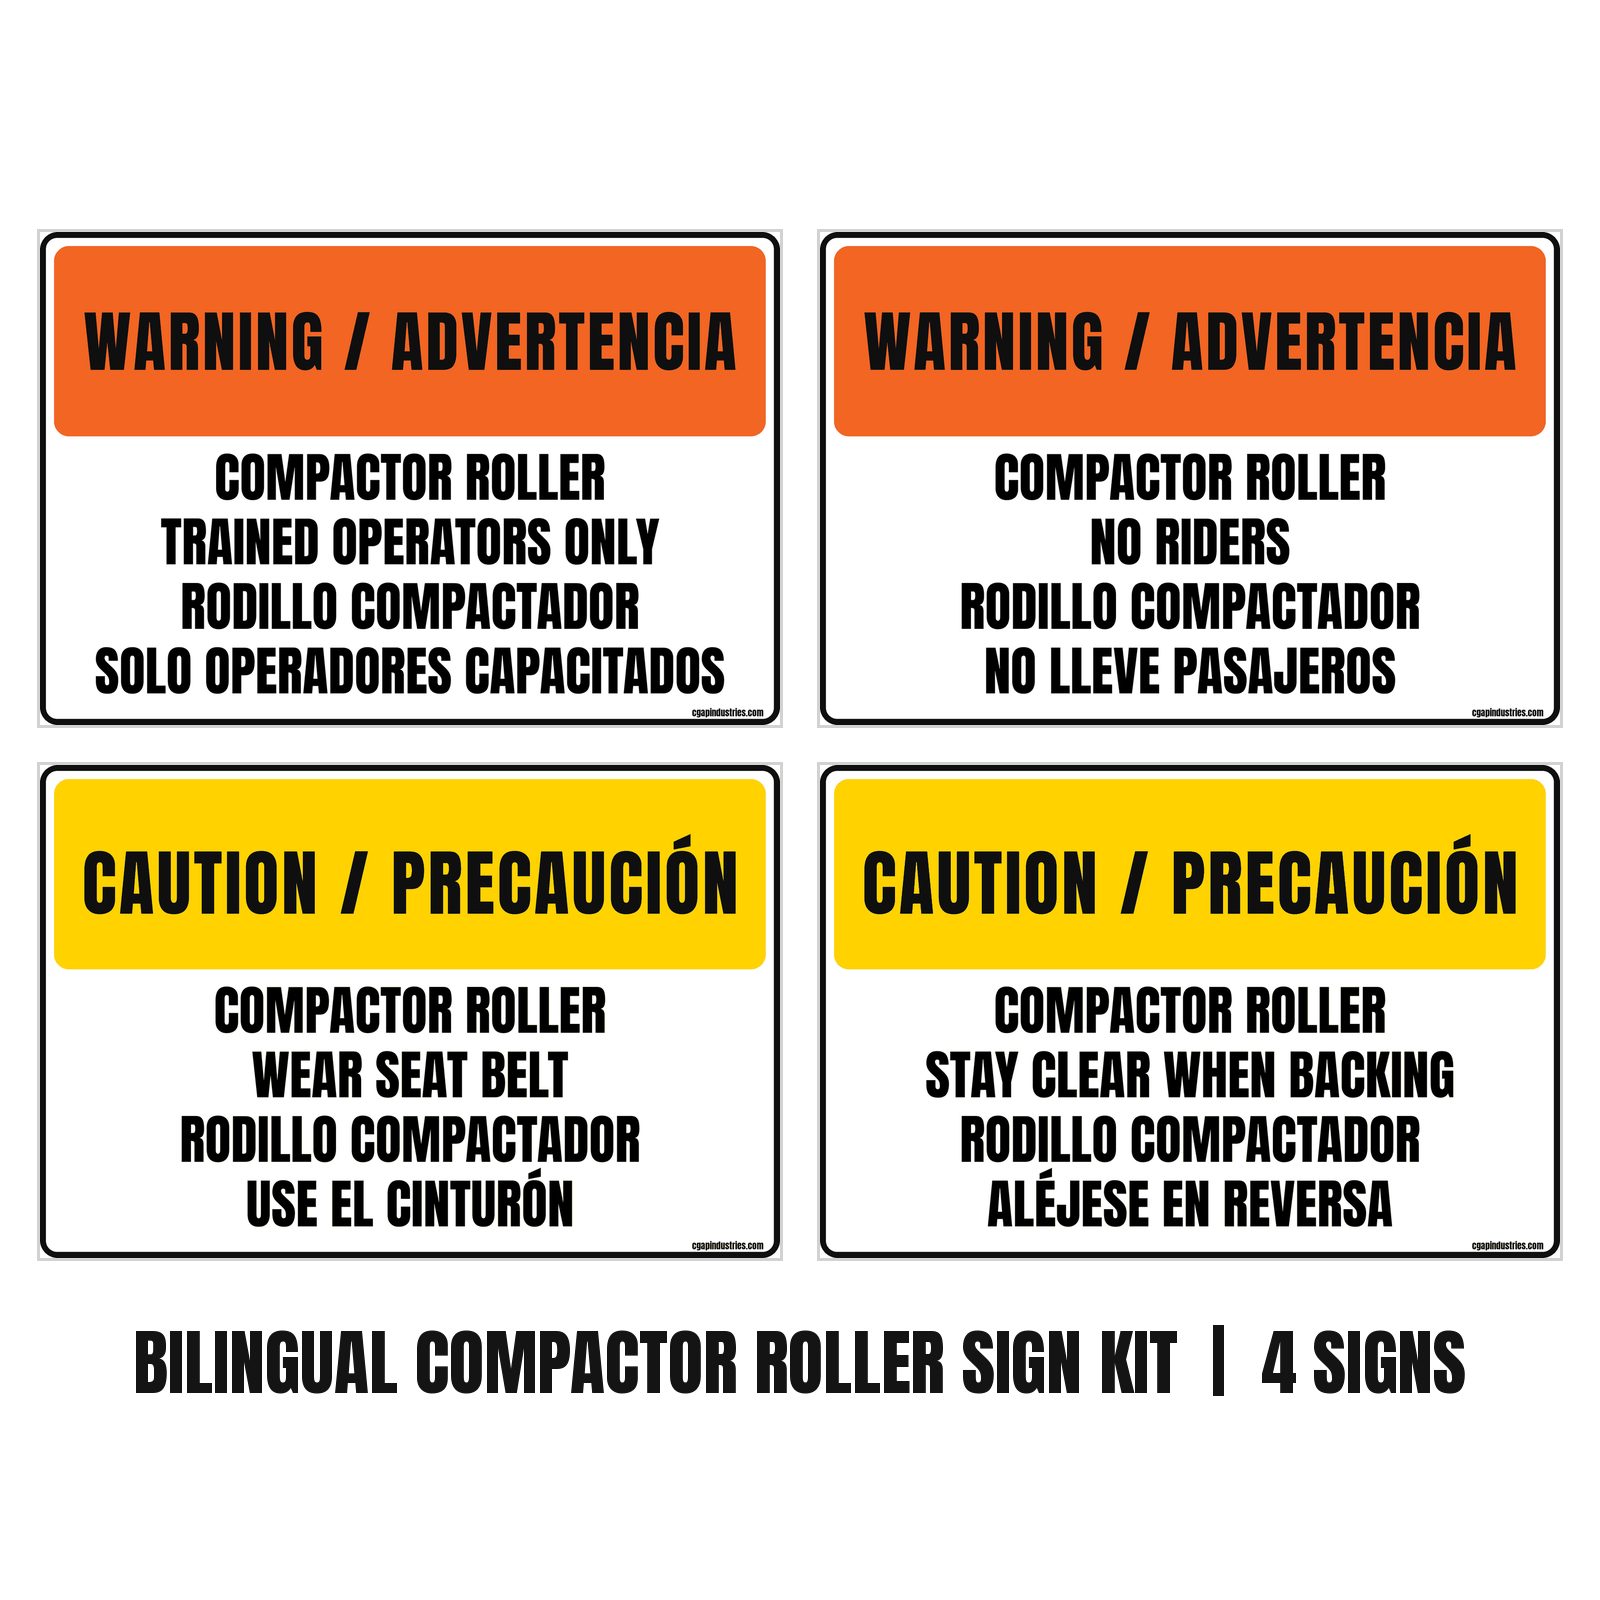 WARNING / ADVERTENCIA
COMPACTOR ROLLER
TRAINED OPERATORS ONLY
RODILLO COMPACTADOR
SOLO OPERADORES CAPACITADOS
cgapindustries.com
WARNING / ADVERTENCIA
COMPACTOR ROLLER
NO RIDERS
RODILLO COMPACTADOR
NO LLEVE PASAJEROS
cgapindustries.com
CAUTION / PRECAUCIÓN
COMPACTOR ROLLER
WEAR SEAT BELT
RODILLO COMPACTADOR
USE EL CINTURÓN
cgapindustries.com
CAUTION / PRECAUCIÓN
COMPACTOR ROLLER
STAY CLEAR WHEN BACKING
RODILLO COMPACTADOR
ALÉJESE EN REVERSA
cgapindustries.com
BILINGUAL COMPACTOR ROLLER SIGN KIT | 4 SIGNS